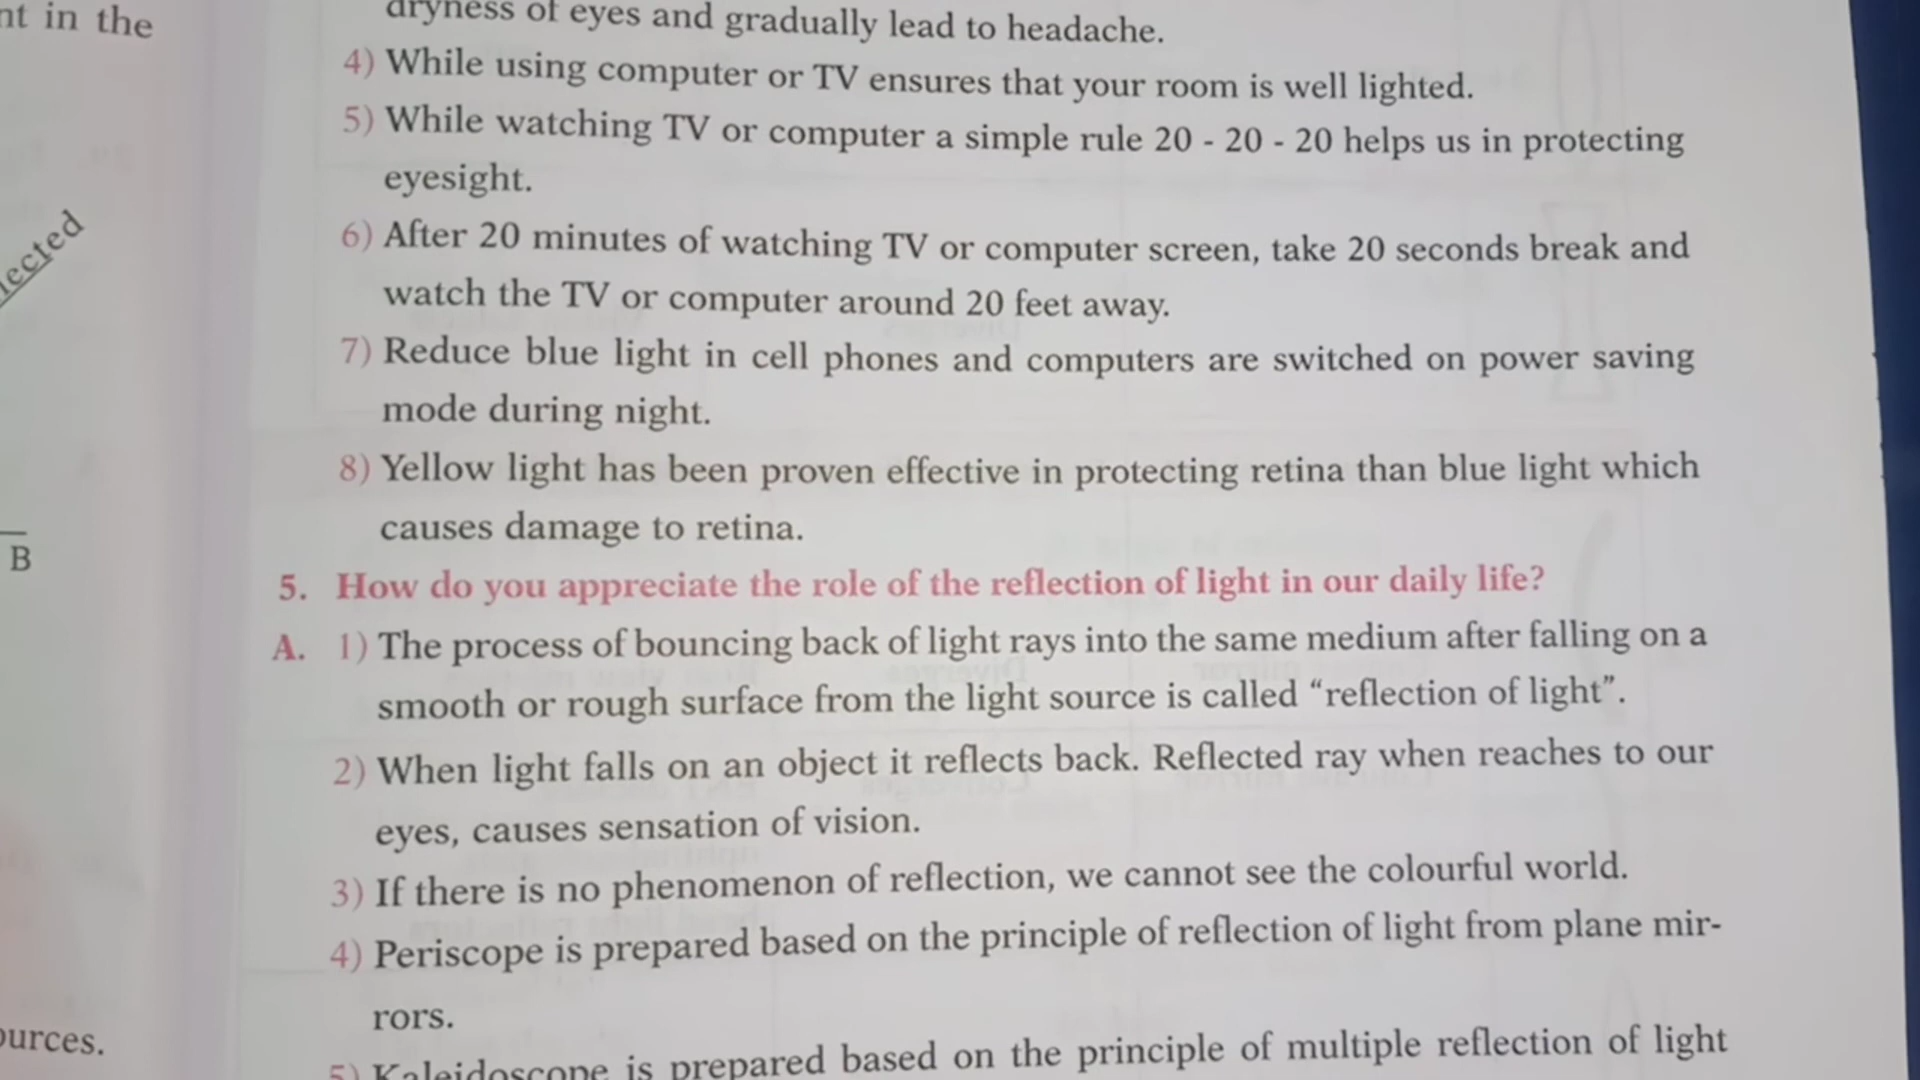 nt in the
lected
B
ources.
dryness of eyes and gradually lead to headache.
4) While using computer or TV ensures that your room is well lighted.
5) While watching TV or computer a simple rule 20 - 20 - 20 helps us in protecting
eyesight.
6) After 20 minutes of watching TV or computer screen, take 20 seconds break and
watch the TV or computer around 20 feet away.
7) Reduce blue light in cell phones and computers are switched on power saving
mode during night.
8) Yellow light has been proven effective in protecting retina than blue light which
causes damage to retina.
5. How do you appreciate the role of the reflection of light in our daily life?
A. 1) The process of bouncing back of light rays into the same medium after falling on a
smooth or rough surface from the light source is called “reflection of light”.
2) When light falls on an object it reflects back. Reflected ray when reaches to our
eyes, causes sensation of vision.
3) If there is no phenomenon of reflection, we cannot see the colourful world.
4) Periscope is prepared based on the principle of reflection of light from plane mir-
rors.
5) Kaleidoscope is prepared based on the principle of multiple reflection of light